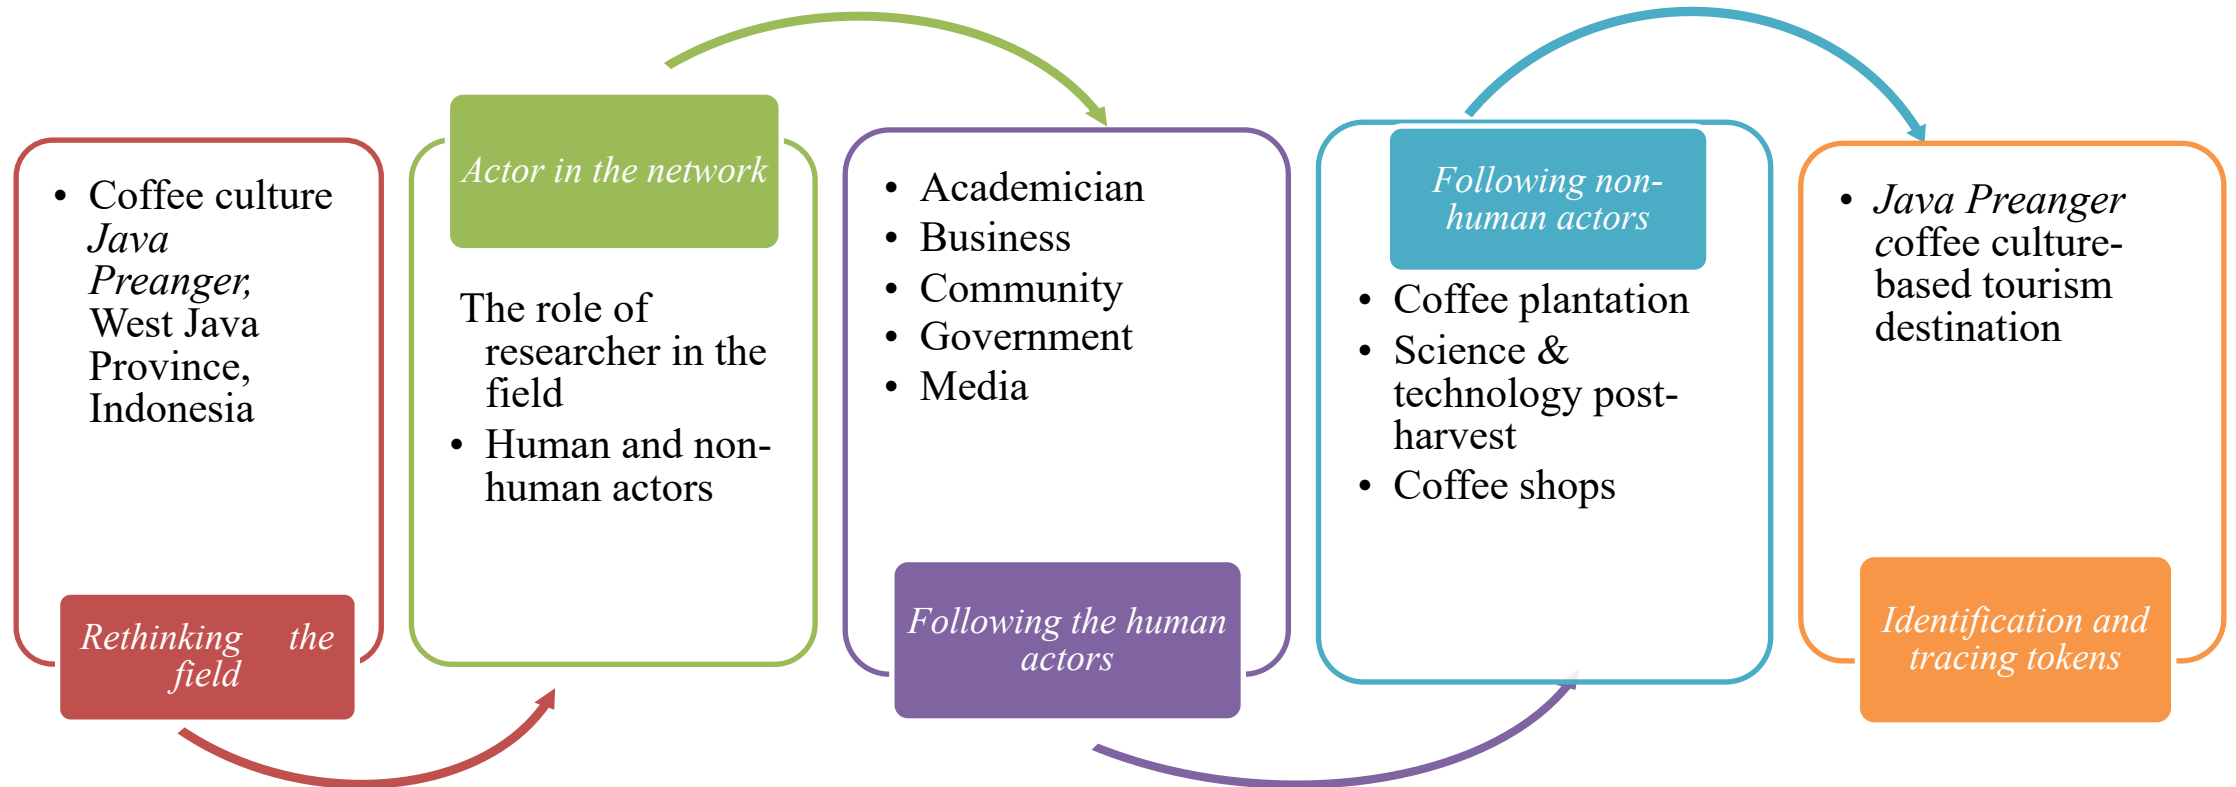 • Coffee culture
Java
Preanger,
West Java
Province,
Indonesia
Rethinking the
field
Actor in the network
The role of
researcher in the
field
• Human and non-
human actors
• Academician
• Business
• Community
• Government
• Media
Following the human
actors
Following non-
human actors
• Coffee plantation
• Science &
technology post-
harvest
• Coffee shops
• Java Preanger
coffee culture-
based tourism
destination
Identification and
tracing tokens